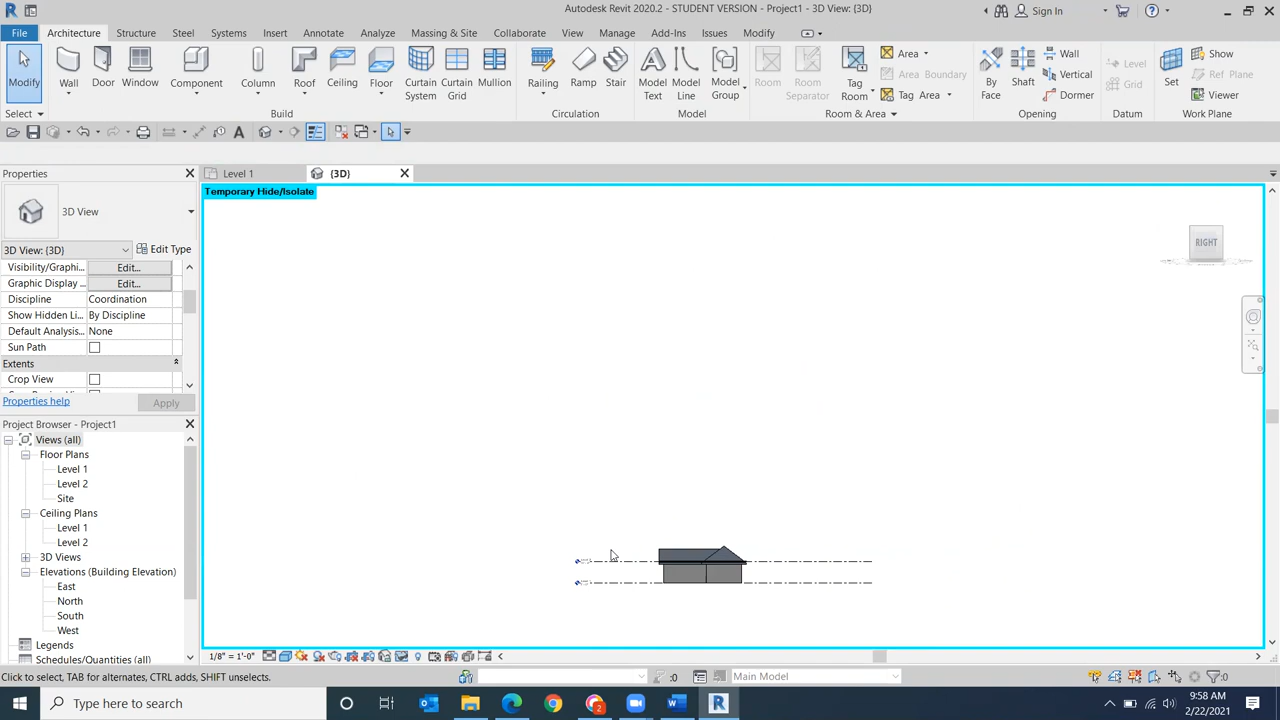 Autodesk Revit 2020.2 - STUDENT VERSION - Project1 - 3D View: {3D}
Sign In
File Architecture Structure Steel Systems Insert Annotate Analyze Massing & Site Collaborate View Manage Add-Ins Issues Modify
Modify
Wall
Door
Window
Component
Column
Roof
Ceiling
Floor
Curtain
System
Curtain
Grid
Mullion
Railing
Ramp
Stair
Model
Text
Model
Line
Model
Group
Room
Room
Separator
Tag
Room
Area
Area Boundary
Tag Area
By
Face
Shaft
Wall
Vertical
Dormer
Level
Grid
Set
Show
Ref Plane
Viewer
Select
Build
Circulation
Model
Room & Area
Opening
Datum
Work Plane
Properties
Level 1
{3D}
Temporary Hide/Isolate
3D View
RIGHT
3D View: {3D}
Edit Type
Visibility/Graphi... Edit...
Graphic Display ... Edit...
Discipline Coordination
Show Hidden Li... By Discipline
Default Analysis... None
Sun Path
Extents
Crop View
Properties help
Apply
Project Browser - Project1
Views (all)
Floor Plans
Level 1
Level 2
Site
Ceiling Plans
Level 1
Level 2
3D Views
Elevations (Building Elevation)
East
North
South
West
Legends
Schedules/Quantities (all)
1/8" = 1'-0"
Click to select, TAB for alternates, CTRL adds, SHIFT unselects.
:0
Main Model
:0
Type here to search
2
9:58 AM
2/22/2021